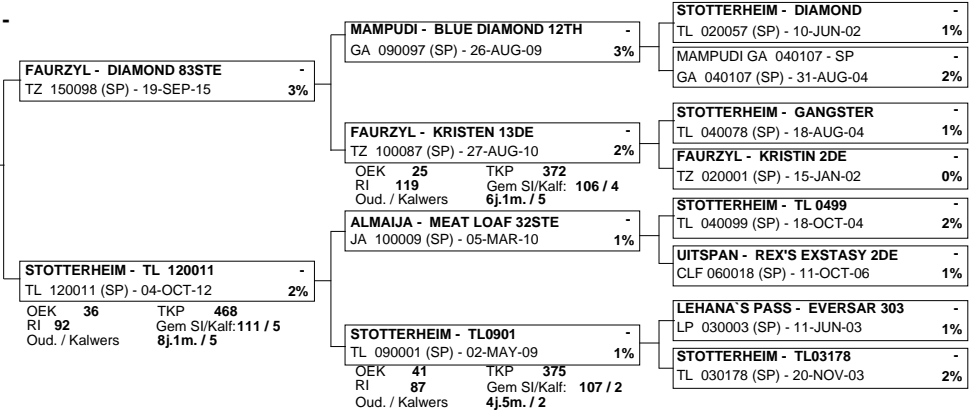 -
FAURZYL - DIAMOND 83STE -
TZ 150098 (SP) - 19-SEP-15 3%
STOTTERHEIM - TL 120011 -
TL 120011 (SP) - 04-OCT-12 2%
OEK 36 TKP 468
RI 92 Gem SI/Kalf: 111 / 5
Oud. / Kalwers 8j.1m. / 5
MAMPUDI - BLUE DIAMOND 12TH -
GA 090097 (SP) - 26-AUG-09 3%
FAURZYL - KRISTEN 13DE -
TZ 100087 (SP) - 27-AUG-10 2%
OEK 25 TKP 372
RI 119 Gem SI/Kalf: 106 / 4
Oud. / Kalwers 6j.1m. / 5
ALMAIJA - MEAT LOAF 32STE -
JA 100009 (SP) - 05-MAR-10 1%
STOTTERHEIM - TL0901 -
TL 090001 (SP) - 02-MAY-09 1%
OEK 41 TKP 375
RI 87 Gem SI/Kalf: 107 / 2
Oud. / Kalwers 4j.5m. / 2
STOTTERHEIM - DIAMOND -
TL 020057 (SP) - 10-JUN-02 1%
MAMPUDI GA 040107 - SP -
GA 040107 (SP) - 31-AUG-04 2%
STOTTERHEIM - GANGSTER -
TL 040078 (SP) - 18-AUG-04 1%
FAURZYL - KRISTIN 2DE -
TZ 020001 (SP) - 15-JAN-02 0%
STOTTERHEIM - TL 0499 -
TL 040099 (SP) - 18-OCT-04 2%
UITSPAN - REX'S EXSTASY 2DE -
CLF 060018 (SP) - 11-OCT-06 1%
LEHANA`S PASS - EVERSAR 303 -
LP 030003 (SP) - 11-JUN-03 1%
STOTTERHEIM - TL03178 -
TL 030178 (SP) - 20-NOV-03 2%